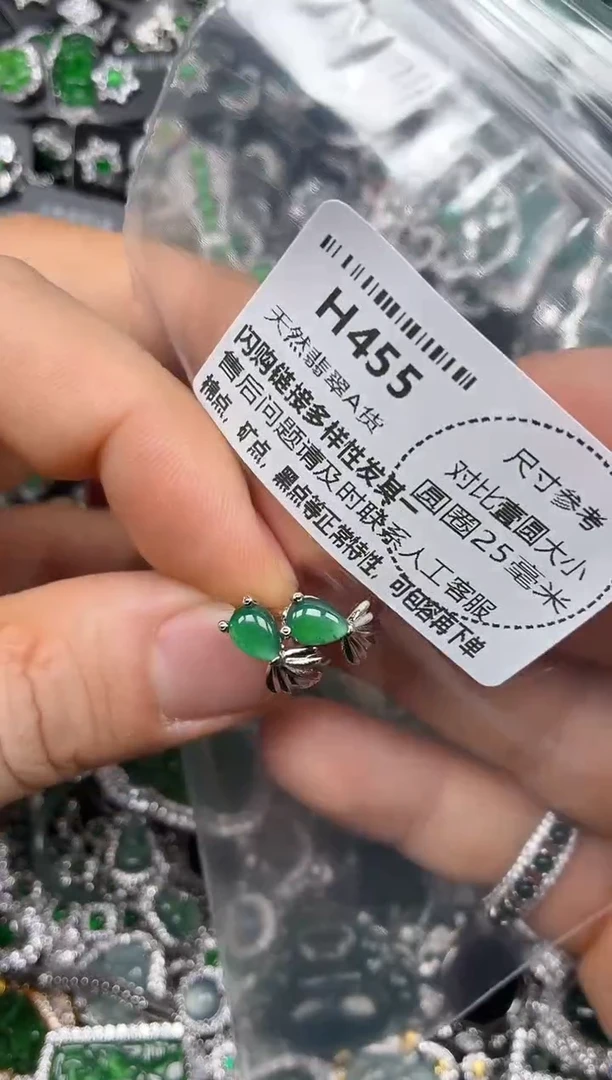 H455
天然翡翠A货
闪购链接多样性发其一
售后问题请及时联系人工客服
棉点，矿点，黑点等正常特性，可包容再下单
尺寸参考
对比壹圆大小
圆圈25毫米